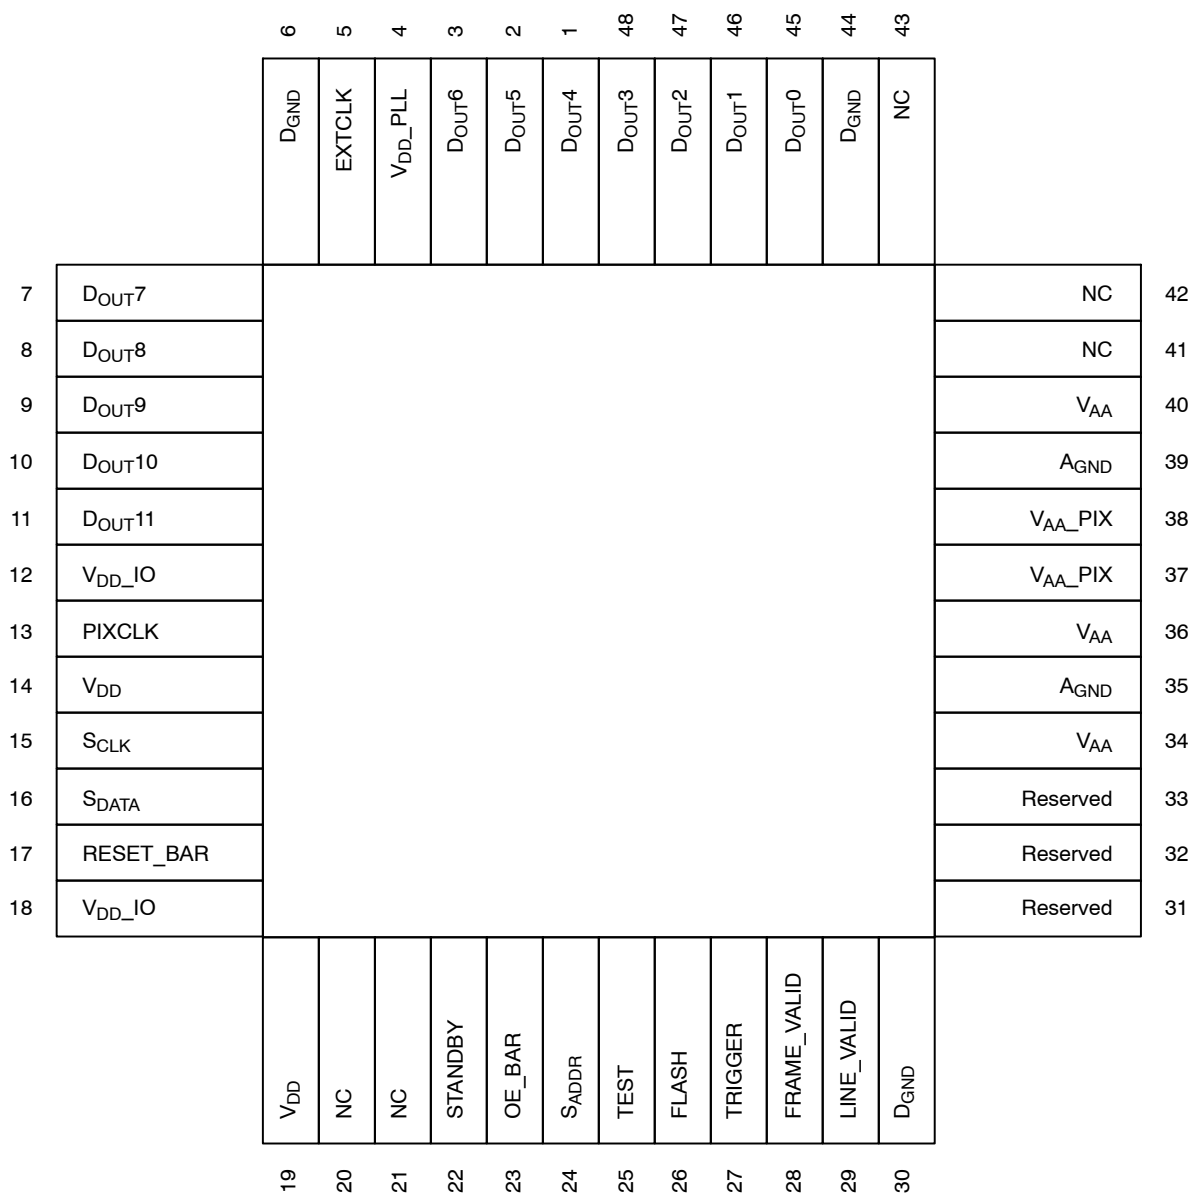 6 5 4 3 2 1 48 47 46 45 44 43
DGND
EXTCLK
VDD_PLL
DOUT6
DOUT5
DOUT4
DOUT3
DOUT2
DOUT1
DOUT0
DGND
NC
7 DOUT7
8 DOUT8
9 DOUT9
10 DOUT10
11 DOUT11
12 VDD_IO
13 PIXCLK
14 VDD
15 SCLK
16 SDATA
17 RESET_BAR
18 VDD_IO
NC 42
NC 41
VAA 40
AGND 39
VAA_PIX 38
VAA_PIX 37
VAA 36
AGND 35
VAA 34
Reserved 33
Reserved 32
Reserved 31
VDD
NC
NC
STANDBY
OE_BAR
SADDR
TEST
FLASH
TRIGGER
FRAME_VALID
LINE_VALID
DGND
19 20 21 22 23 24 25 26 27 28 29 30